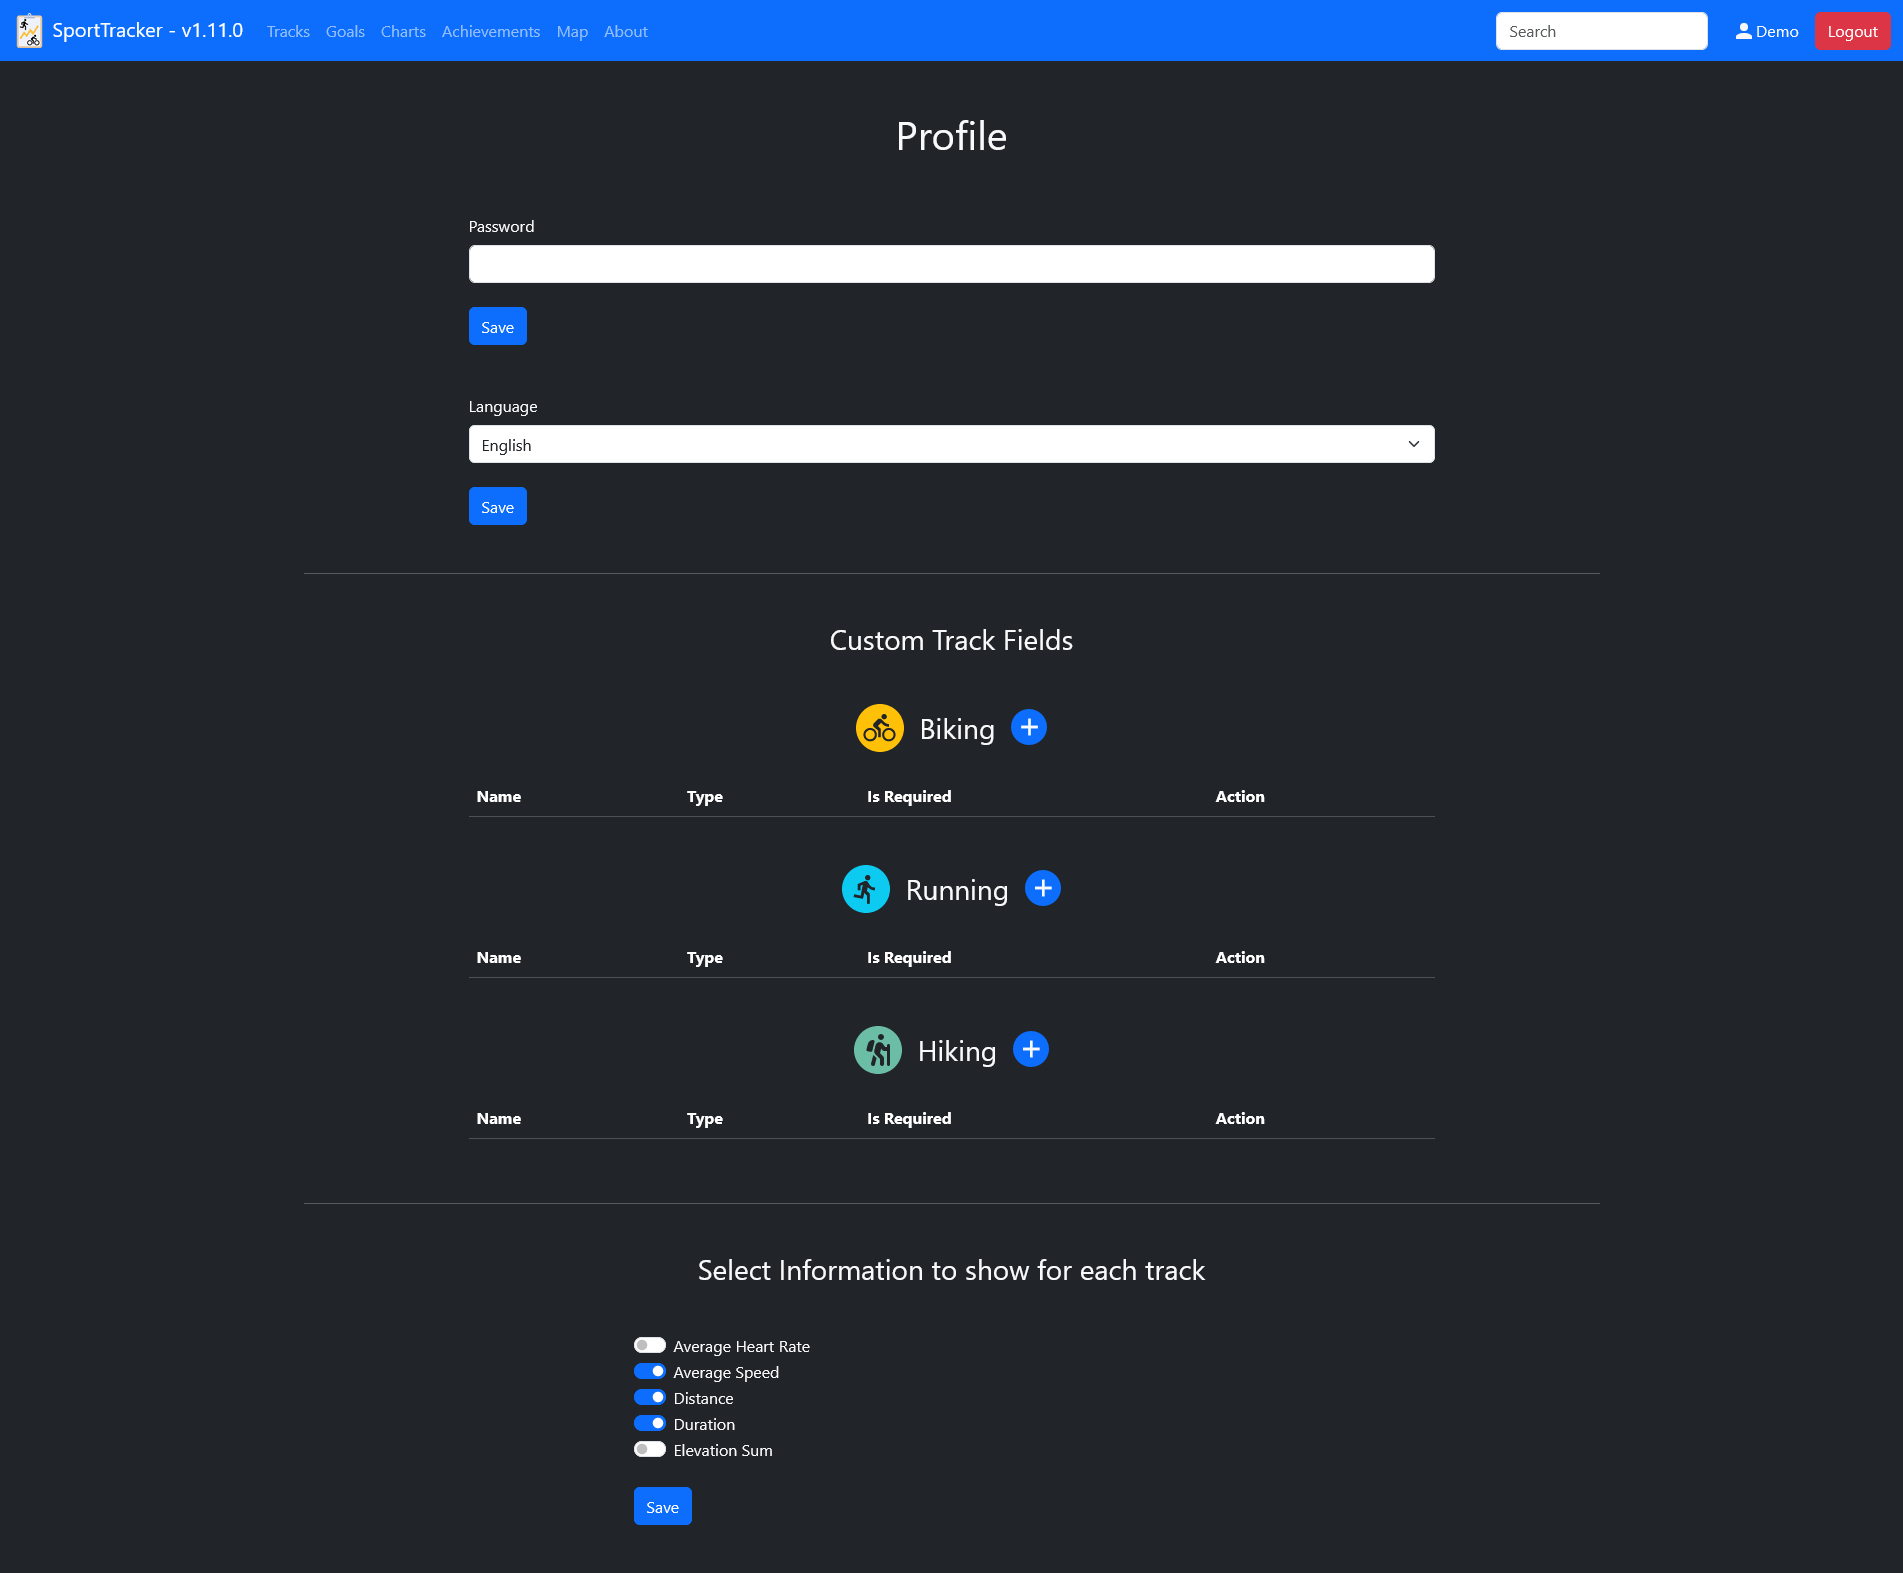 SportTracker - v1.11.0 Tracks Goals Charts Achievements Map About Search Demo Logout
Profile
Password
Save
Language
English
Save
Custom Track Fields
Biking
Name Type Is Required Action
Running
Name Type Is Required Action
Hiking
Name Type Is Required Action
Select Information to show for each track
Average Heart Rate
Average Speed
Distance
Duration
Elevation Sum
Save